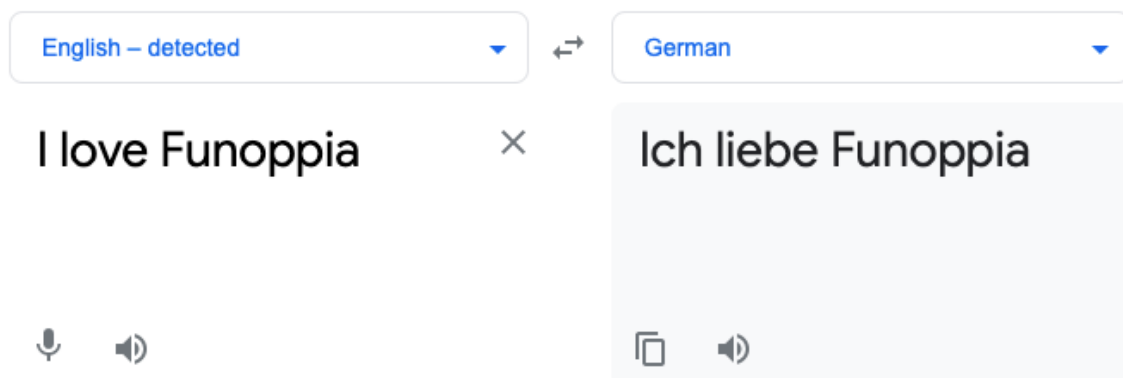 English – detected
German
I love Funoppia
Ich liebe Funoppia